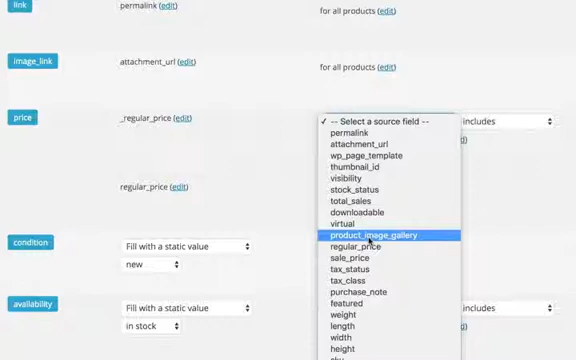 link
permalink (edit)
for all products (edit)
image_link
attachment_url (edit)
for all products (edit)
price
_regular_price (edit)
✓ -- Select a source field --
includes
permalink
attachment_url
wp_page_template
thumbnail_id
visibility
stock_status
total_sales
downloadable
virtual
product_image_gallery
regular_price
sale_price
tax_status
tax_class
purchase_note
featured
weight
length
width
height
regular_price (edit)
condition
Fill with a static value
new
availability
Fill with a static value
includes
in stock